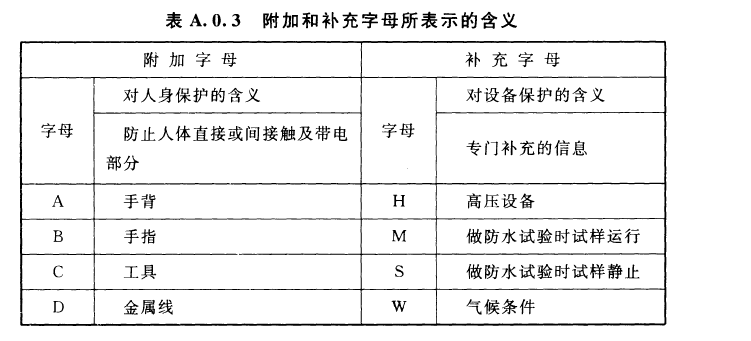 表 A.0.3 附加和补充字母所表示的含义
附加字母 补充字母
字母 对人身保护的含义 字母 对设备保护的含义
防止人体直接或间接触及带电
部分 专门补充的信息
A 手背 H 高压设备
B 手指 M 做防水试验时试样运行
C 工具 S 做防水试验时试样静止
D 金属线 W 气候条件